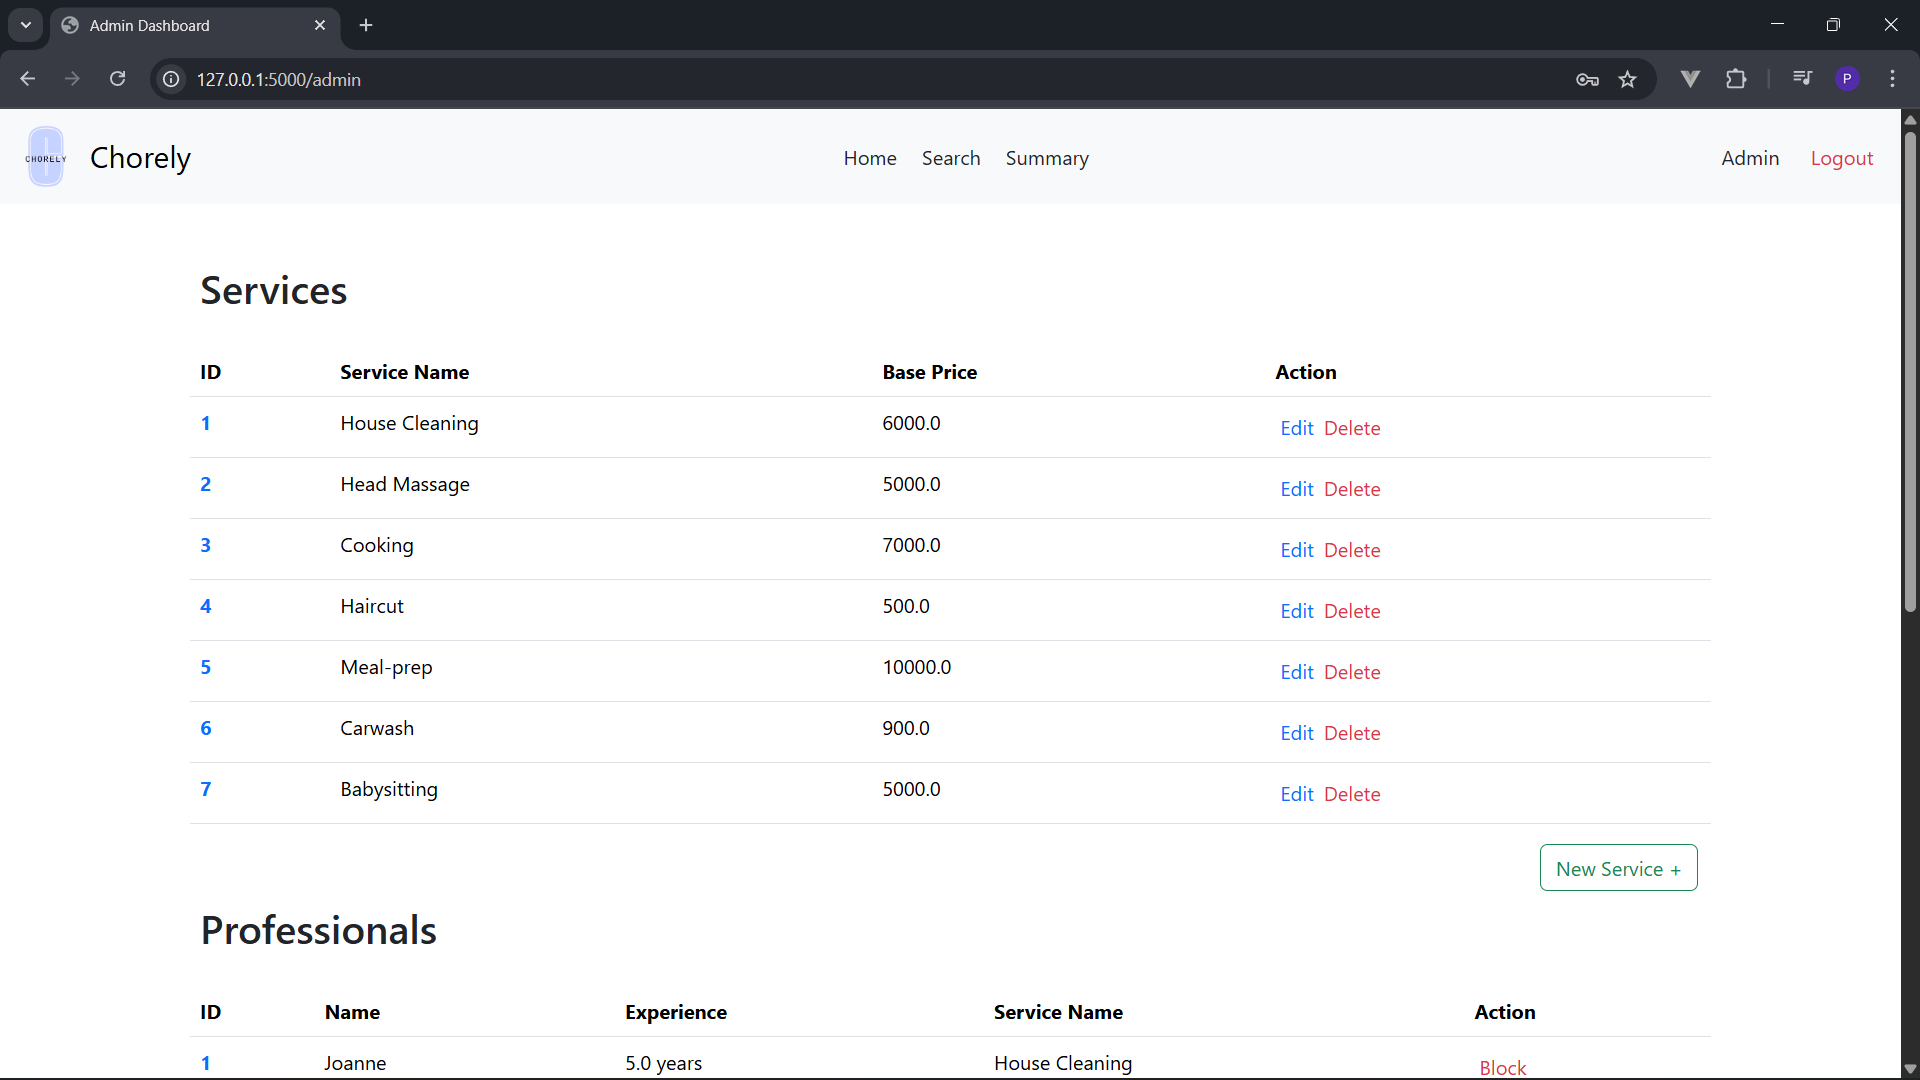 Admin Dashboard
127.0.0.1:5000/admin
P
CHORELY
Chorely
Home Search Summary
Admin Logout
Services
ID Service Name Base Price Action
1 House Cleaning 6000.0 Edit Delete
2 Head Massage 5000.0 Edit Delete
3 Cooking 7000.0 Edit Delete
4 Haircut 500.0 Edit Delete
5 Meal-prep 10000.0 Edit Delete
6 Carwash 900.0 Edit Delete
7 Babysitting 5000.0 Edit Delete
New Service +
Professionals
ID Name Experience Service Name Action
1 Joanne 5.0 years House Cleaning Block